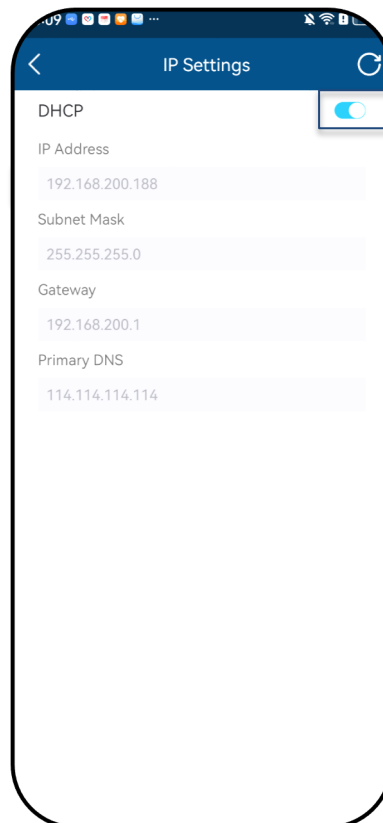 :09 ...
IP Settings
DHCP
IP Address
192.168.200.188
Subnet Mask
255.255.255.0
Gateway
192.168.200.1
Primary DNS
114.114.114.114